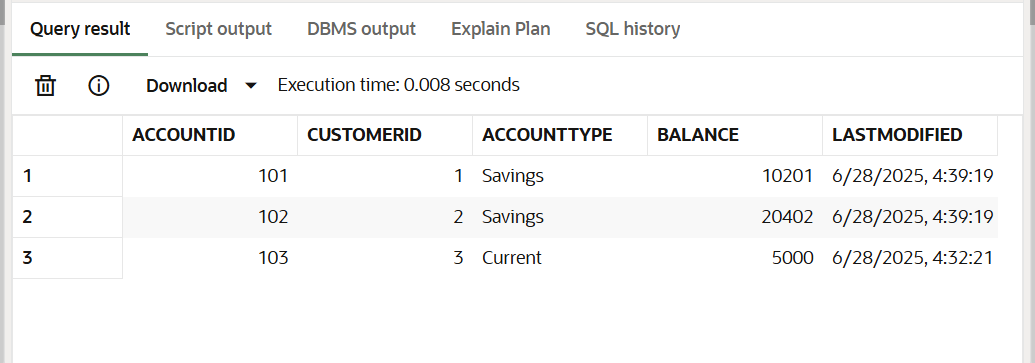 Query result Script output DBMS output Explain Plan SQL history
Download Execution time: 0.008 seconds
ACCOUNTID CUSTOMERID ACCOUNTTYPE BALANCE LASTMODIFIED
1 101 1 Savings 10201 6/28/2025, 4:39:19
2 102 2 Savings 20402 6/28/2025, 4:39:19
3 103 3 Current 5000 6/28/2025, 4:32:21